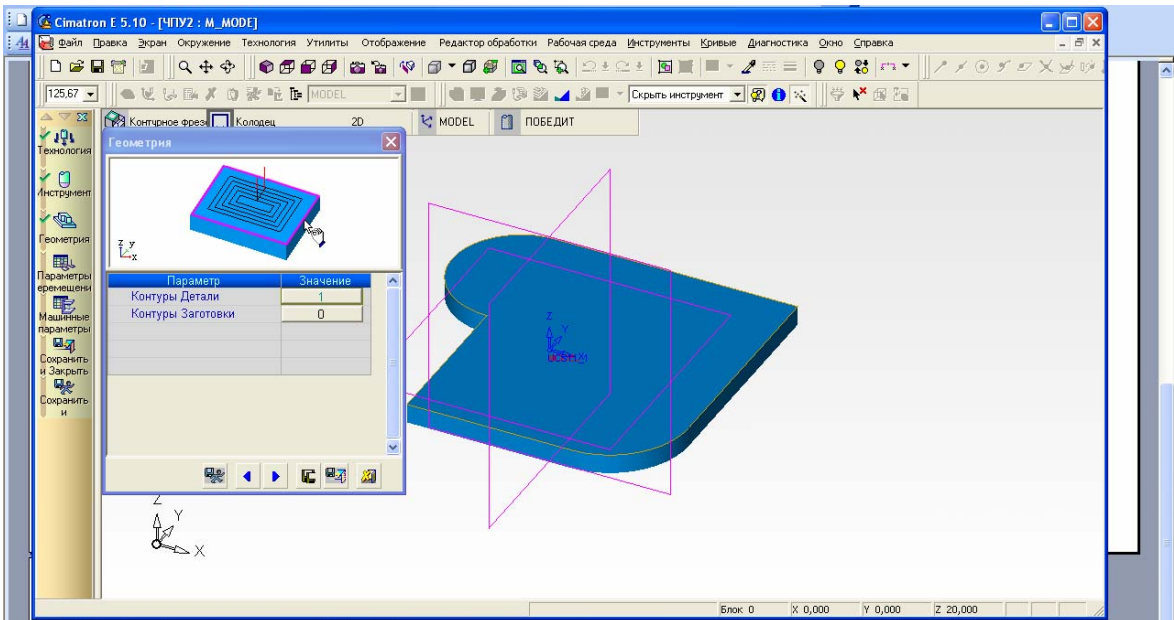 Cimatron E 5.10 - [ЧПУ2 : M_MODE]
Файл Правка Экран Окружение Технология Утилиты Отображение Редактор обработки Рабочая среда Инструменты Кривые Диагностика Окно Справка
125,67 MODEL Скрыть инструмент
Контурное фрез Колодец 2D MODEL ПОБЕДИТ
Технология
Инструмент
Геометрия
Параметры
еремещени
Машинные
параметры
Сохранить
и Закрыть
Сохранить
и
Геометрия
Z y
x
Параметр Значение
Контуры Детали 1
Контуры Заготовки 0
Z
Y
X
Z
Y
X
Блок 0 X 0,000 Y 0,000 Z 20,000